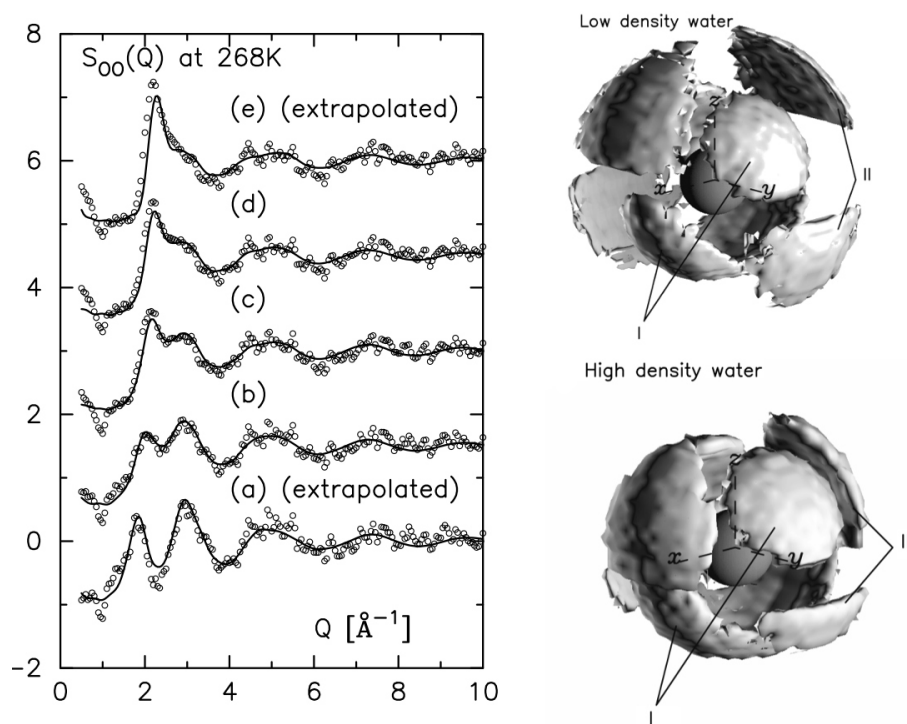 S_OO(Q) at 268K
(e) (extrapolated)
(d)
(c)
(b)
(a) (extrapolated)
8
6
4
2
0
−2
0 2 4 6 8 10
Q [Å⁻¹]
Low density water
z
x
y
II
I
High density water
z
x
y
I
I